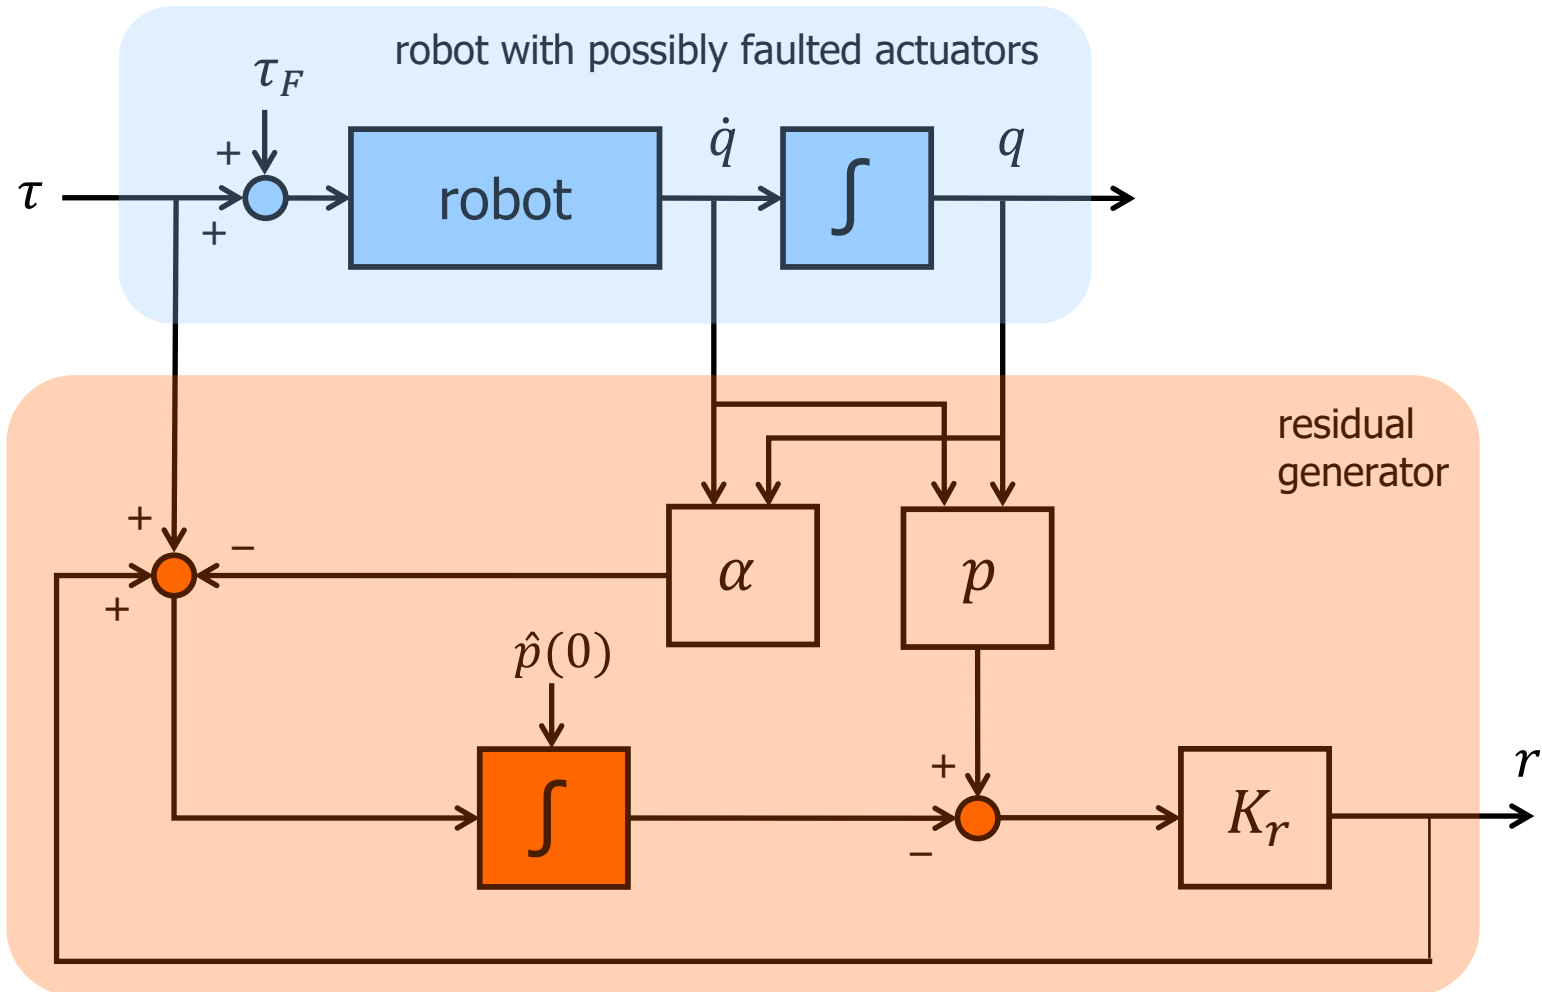 robot with possibly faulted actuators
τ_F
+
q̇
q
τ
robot
∫
+
residual
generator
+
−
α
p
+
p̂(0)
+
r
∫
K_r
−